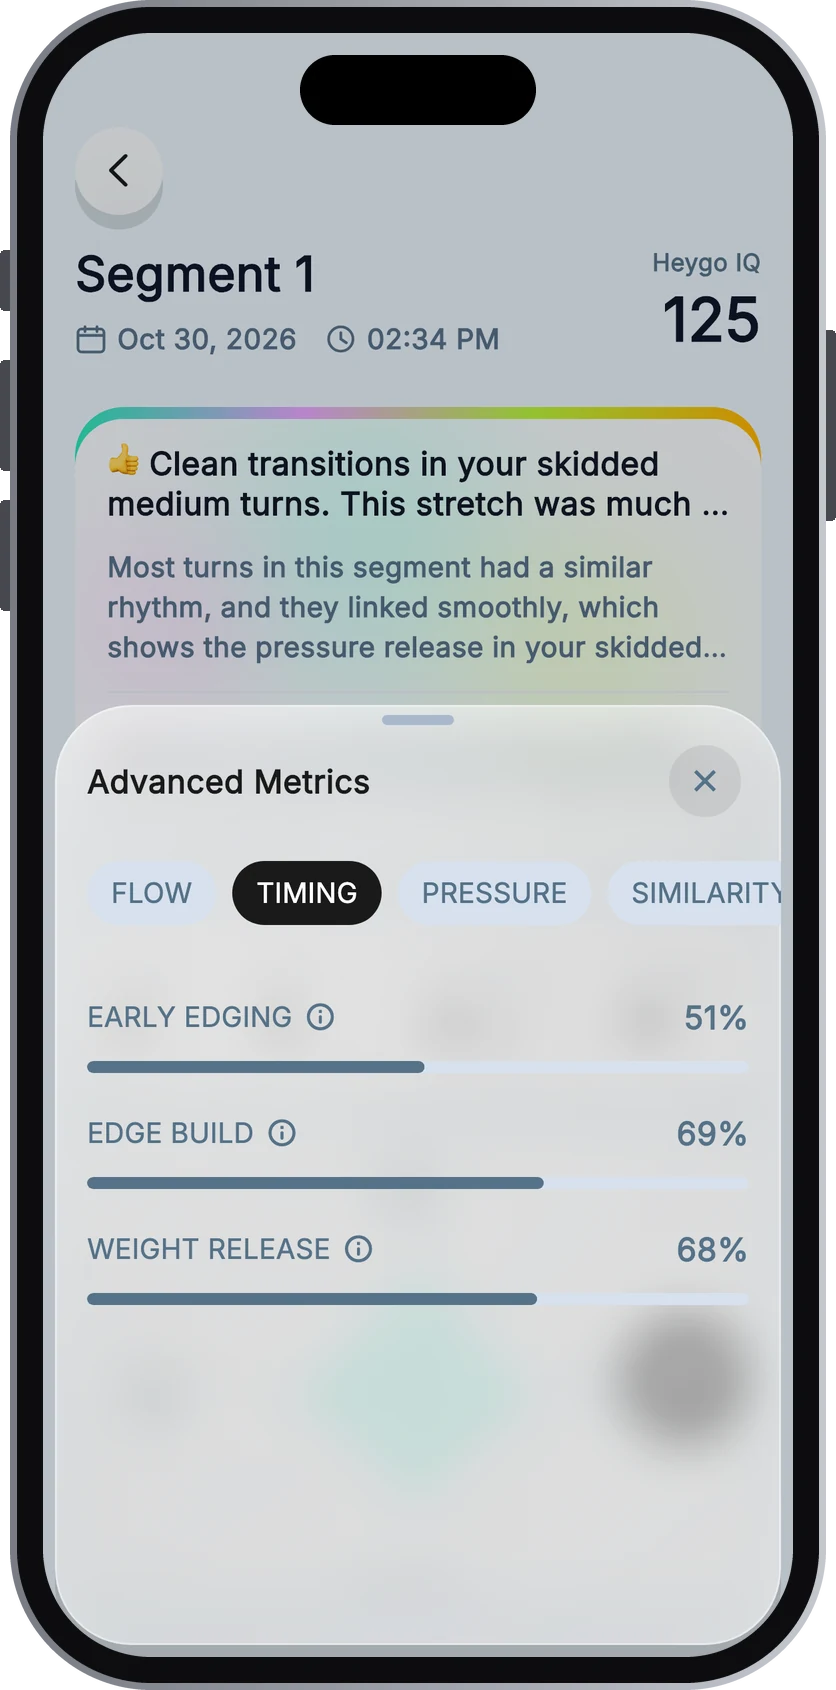 Segment 1
Heygo IQ
Oct 30, 2026 02:34 PM
125
👍 Clean transitions in your skidded
medium turns. This stretch was much ...
Most turns in this segment had a similar
rhythm, and they linked smoothly, which
shows the pressure release in your skidded...
Advanced Metrics
FLOW TIMING PRESSURE SIMILARITY
EARLY EDGING 51%
EDGE BUILD 69%
WEIGHT RELEASE 68%